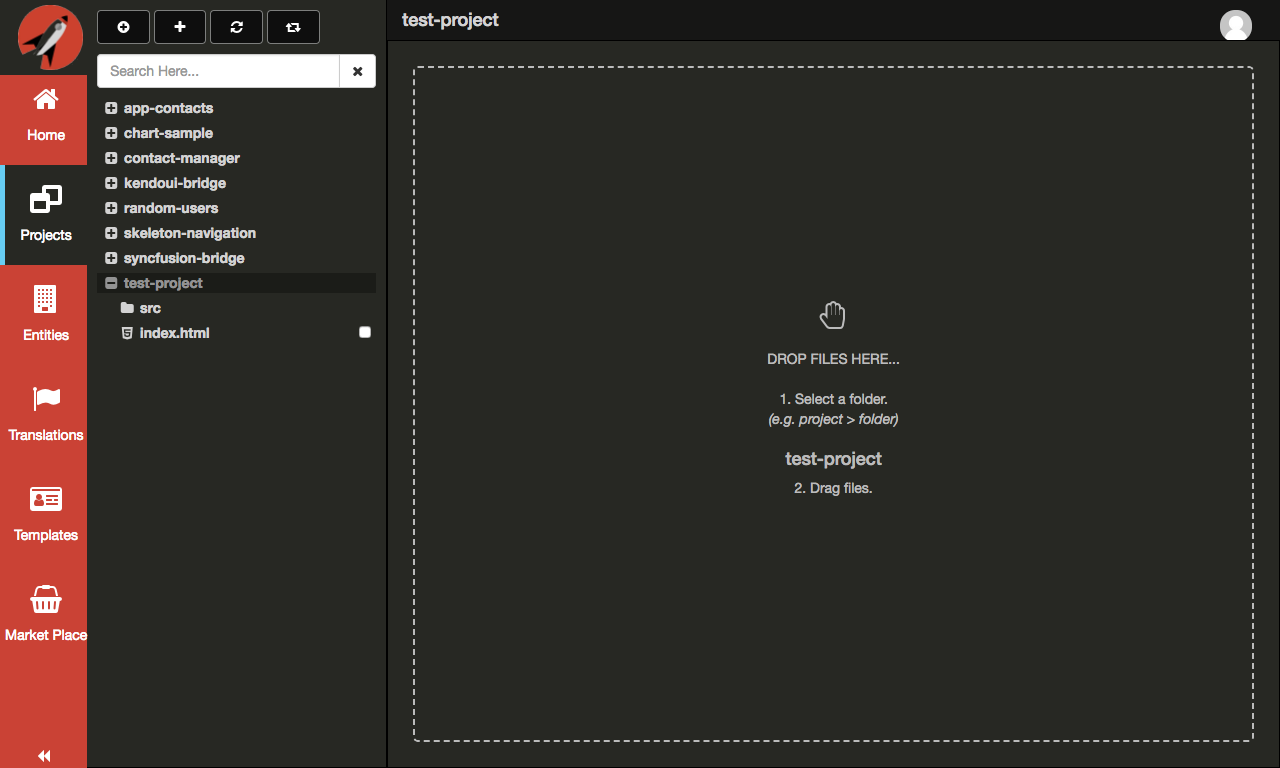 Home
Projects
Entities
Translations
Templates
Market Place
Search Here...
app-contacts
chart-sample
contact-manager
kendoui-bridge
random-users
skeleton-navigation
syncfusion-bridge
test-project
src
index.html
test-project
DROP FILES HERE...
1. Select a folder.
(e.g. project > folder)
test-project
2. Drag files.